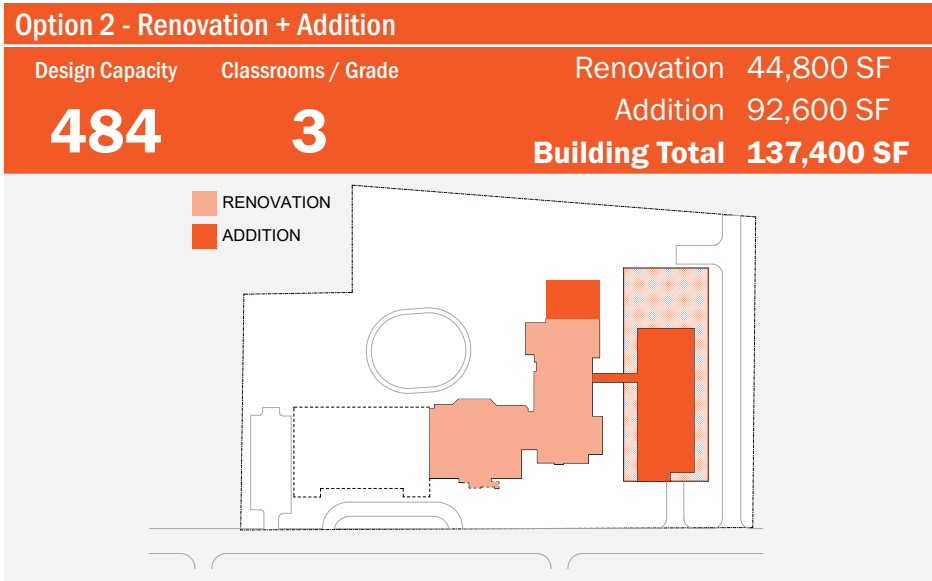 Option 2 - Renovation + Addition
Design Capacity
484
Classrooms / Grade
3
Renovation 44,800 SF
Addition 92,600 SF
Building Total 137,400 SF
RENOVATION
ADDITION